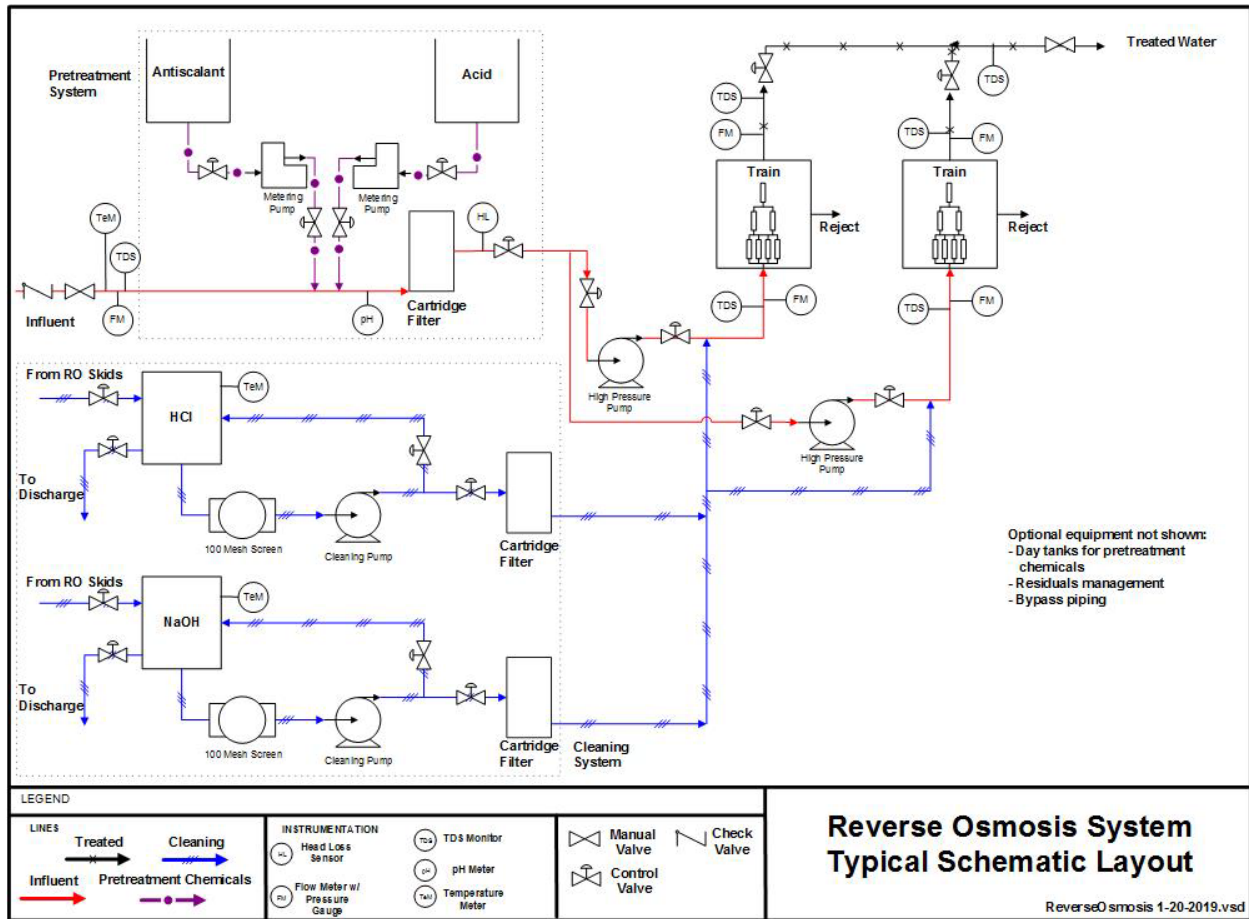 Pretreatment
System
Antiscalant
Acid
Metering
Pump
Metering
Pump
TeM
TDS
FM
Influent
pH
Cartridge
Filter
HL
TDS
FM
Train
Reject
TDS
FM
High Pressure
Pump
TDS
Treated Water
TDS
FM
Train
Reject
TDS
FM
High Pressure
Pump
From RO Skids
HCl
TeM
To
Discharge
100 Mesh Screen
Cleaning Pump
Cartridge
Filter
From RO Skids
NaOH
TeM
To
Discharge
100 Mesh Screen
Cleaning Pump
Cartridge
Filter
Cleaning
System
Optional equipment not shown:
- Day tanks for pretreatment
chemicals
- Residuals management
- Bypass piping
LEGEND
LINES
Treated
Cleaning
Influent
Pretreatment Chemicals
INSTRUMENTATION
HL Head Loss
Sensor
FM Flow Meter w/
Pressure
Gauge
TDS TDS Monitor
pH pH Meter
TeM Temperature
Meter
Manual
Valve
Check
Valve
Control
Valve
Reverse Osmosis System
Typical Schematic Layout
ReverseOsmosis 1-20-2019.vsd